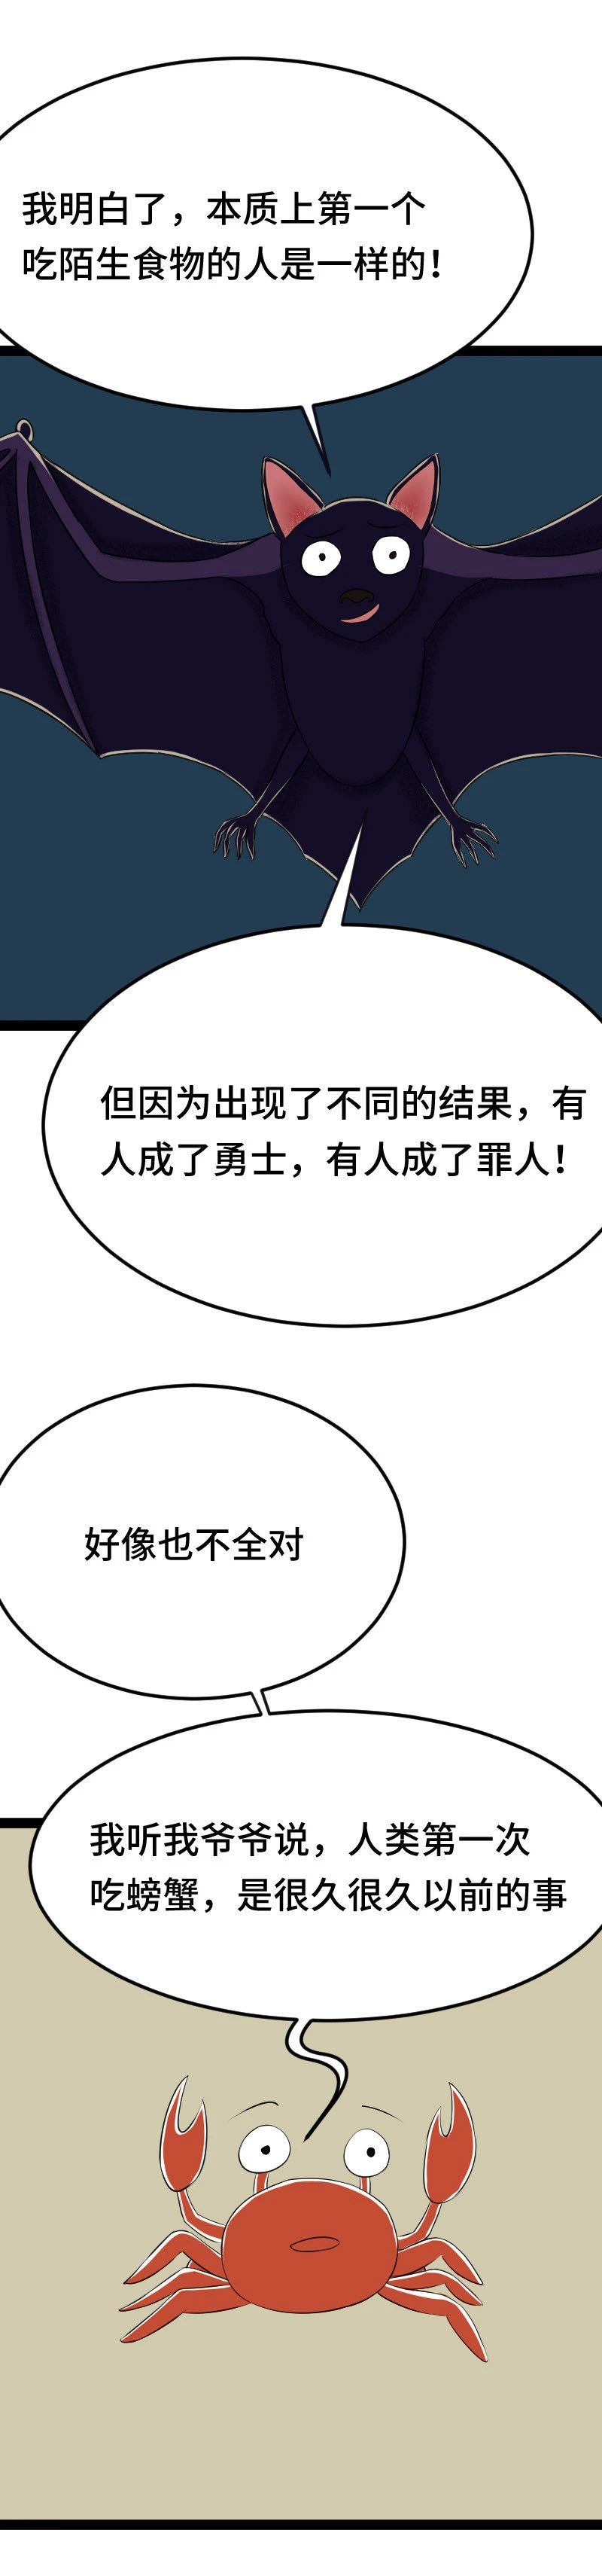 我明白了，本质上第一个
吃陌生食物的人是一样的！
但因为出现了不同的结果，有
人成了勇士，有人成了罪人！
好像也不全对
我听我爷爷说，人类第一次
吃螃蟹，是很久很久以前的事